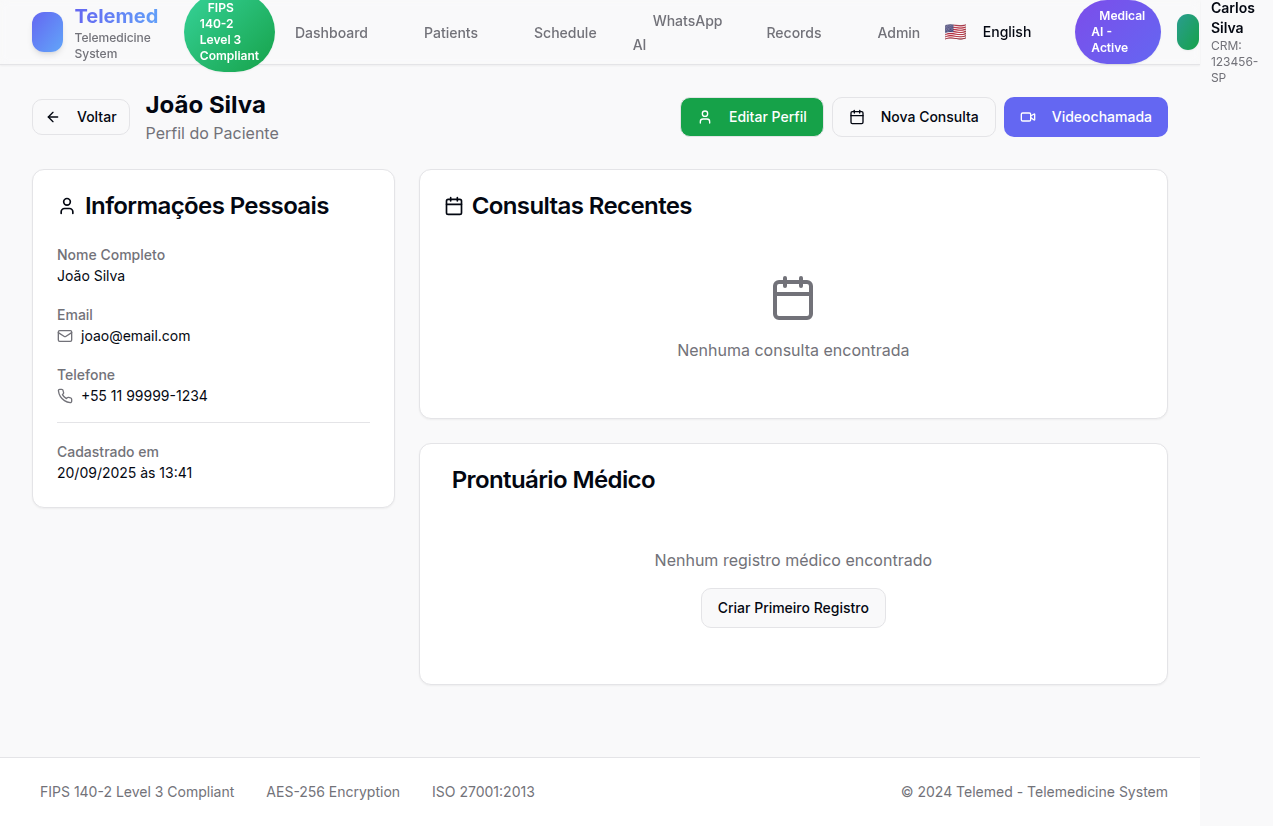 Telemed
Telemedicine
System
FIPS
140-2
Level 3
Compliant
Dashboard
Patients
Schedule
WhatsApp
AI
Records
Admin
English
Medical
AI -
Active
Carlos
Silva
CRM:
123456-
SP
Voltar
João Silva
Perfil do Paciente
Editar Perfil
Nova Consulta
Videochamada
Informações Pessoais
Nome Completo
João Silva
Email
joao@email.com
Telefone
+55 11 99999-1234
Cadastrado em
20/09/2025 às 13:41
Consultas Recentes
Nenhuma consulta encontrada
Prontuário Médico
Nenhum registro médico encontrado
Criar Primeiro Registro
FIPS 140-2 Level 3 Compliant
AES-256 Encryption
ISO 27001:2013
© 2024 Telemed - Telemedicine System